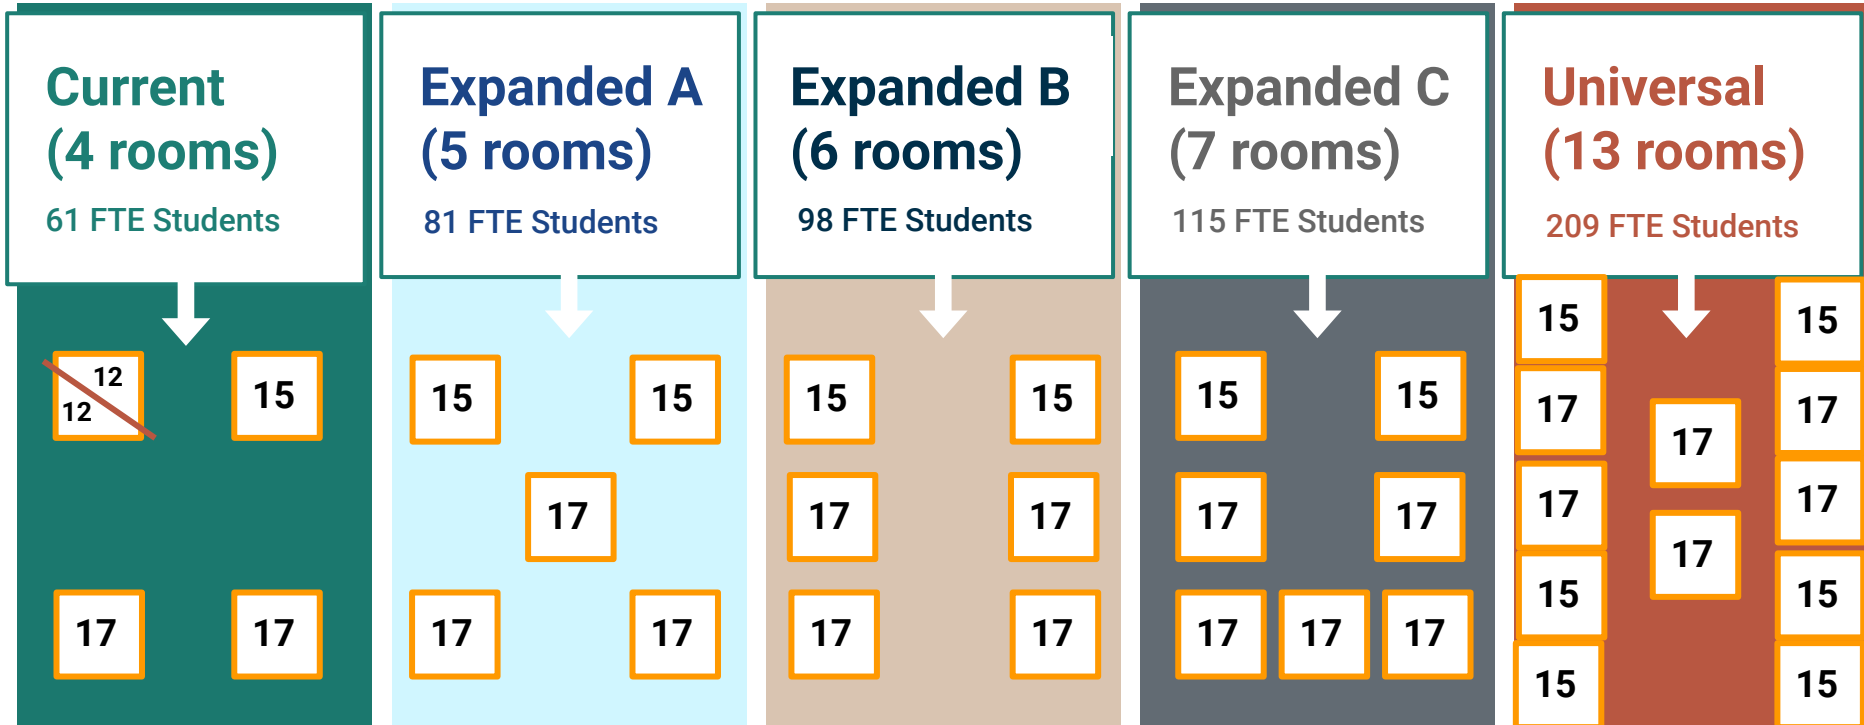 Current
(4 rooms)
61 FTE Students
12
12
15
17
17
Expanded A
(5 rooms)
81 FTE Students
15
15
17
17
17
Expanded B
(6 rooms)
98 FTE Students
15
15
17
17
17
17
Expanded C
(7 rooms)
115 FTE Students
15
15
17
17
17
17
17
Universal
(13 rooms)
209 FTE Students
15
15
17
17
17
17
17
17
15
15
15
15